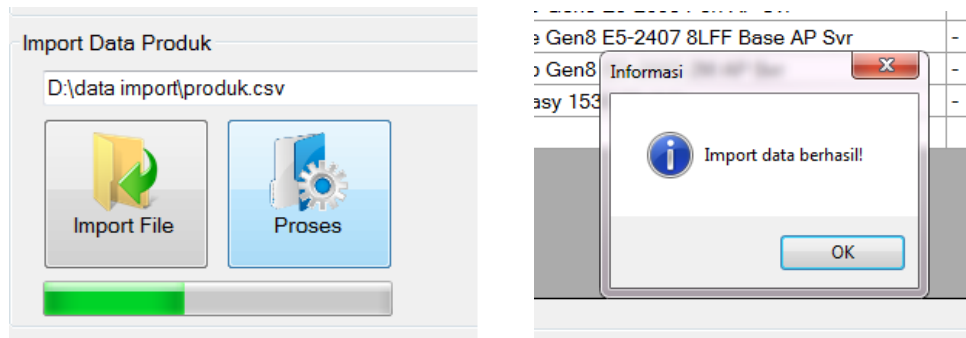 Import Data Produk
D:\data import\produk.csv
Import File
Proses
Gen8 E5-2407 8LFF Base AP Svr
-
Gen8
-
153
-
Informasi
Import data berhasil!
OK